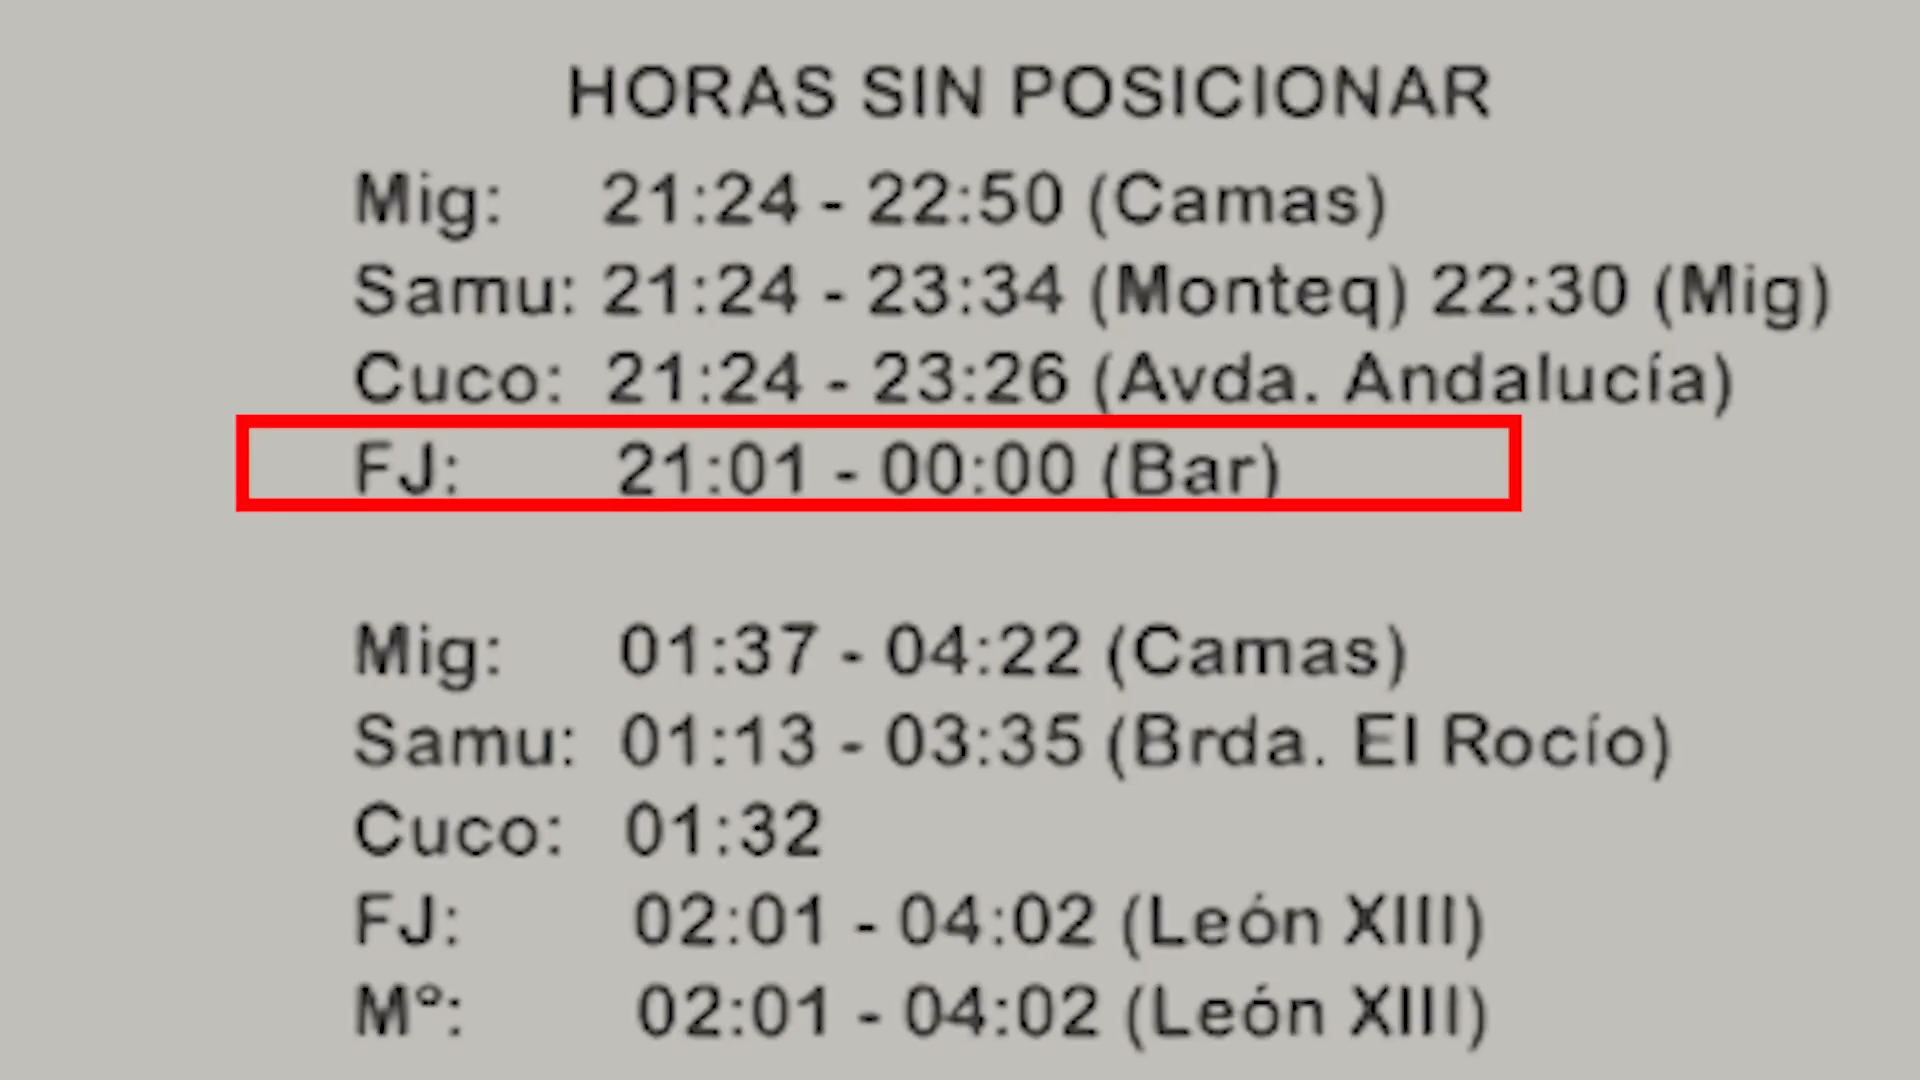 HORAS SIN POSICIONAR
Mig: 21:24 - 22:50 (Camas)
Samu: 21:24 - 23:34 (Monteq) 22:30 (Mig)
Cuco: 21:24 - 23:26 (Avda. Andalucía)
FJ: 21:01 - 00:00 (Bar)
Mig: 01:37 - 04:22 (Camas)
Samu: 01:13 - 03:35 (Brda. El Rocío)
Cuco: 01:32
FJ: 02:01 - 04:02 (León XIII)
Mº: 02:01 - 04:02 (León XIII)